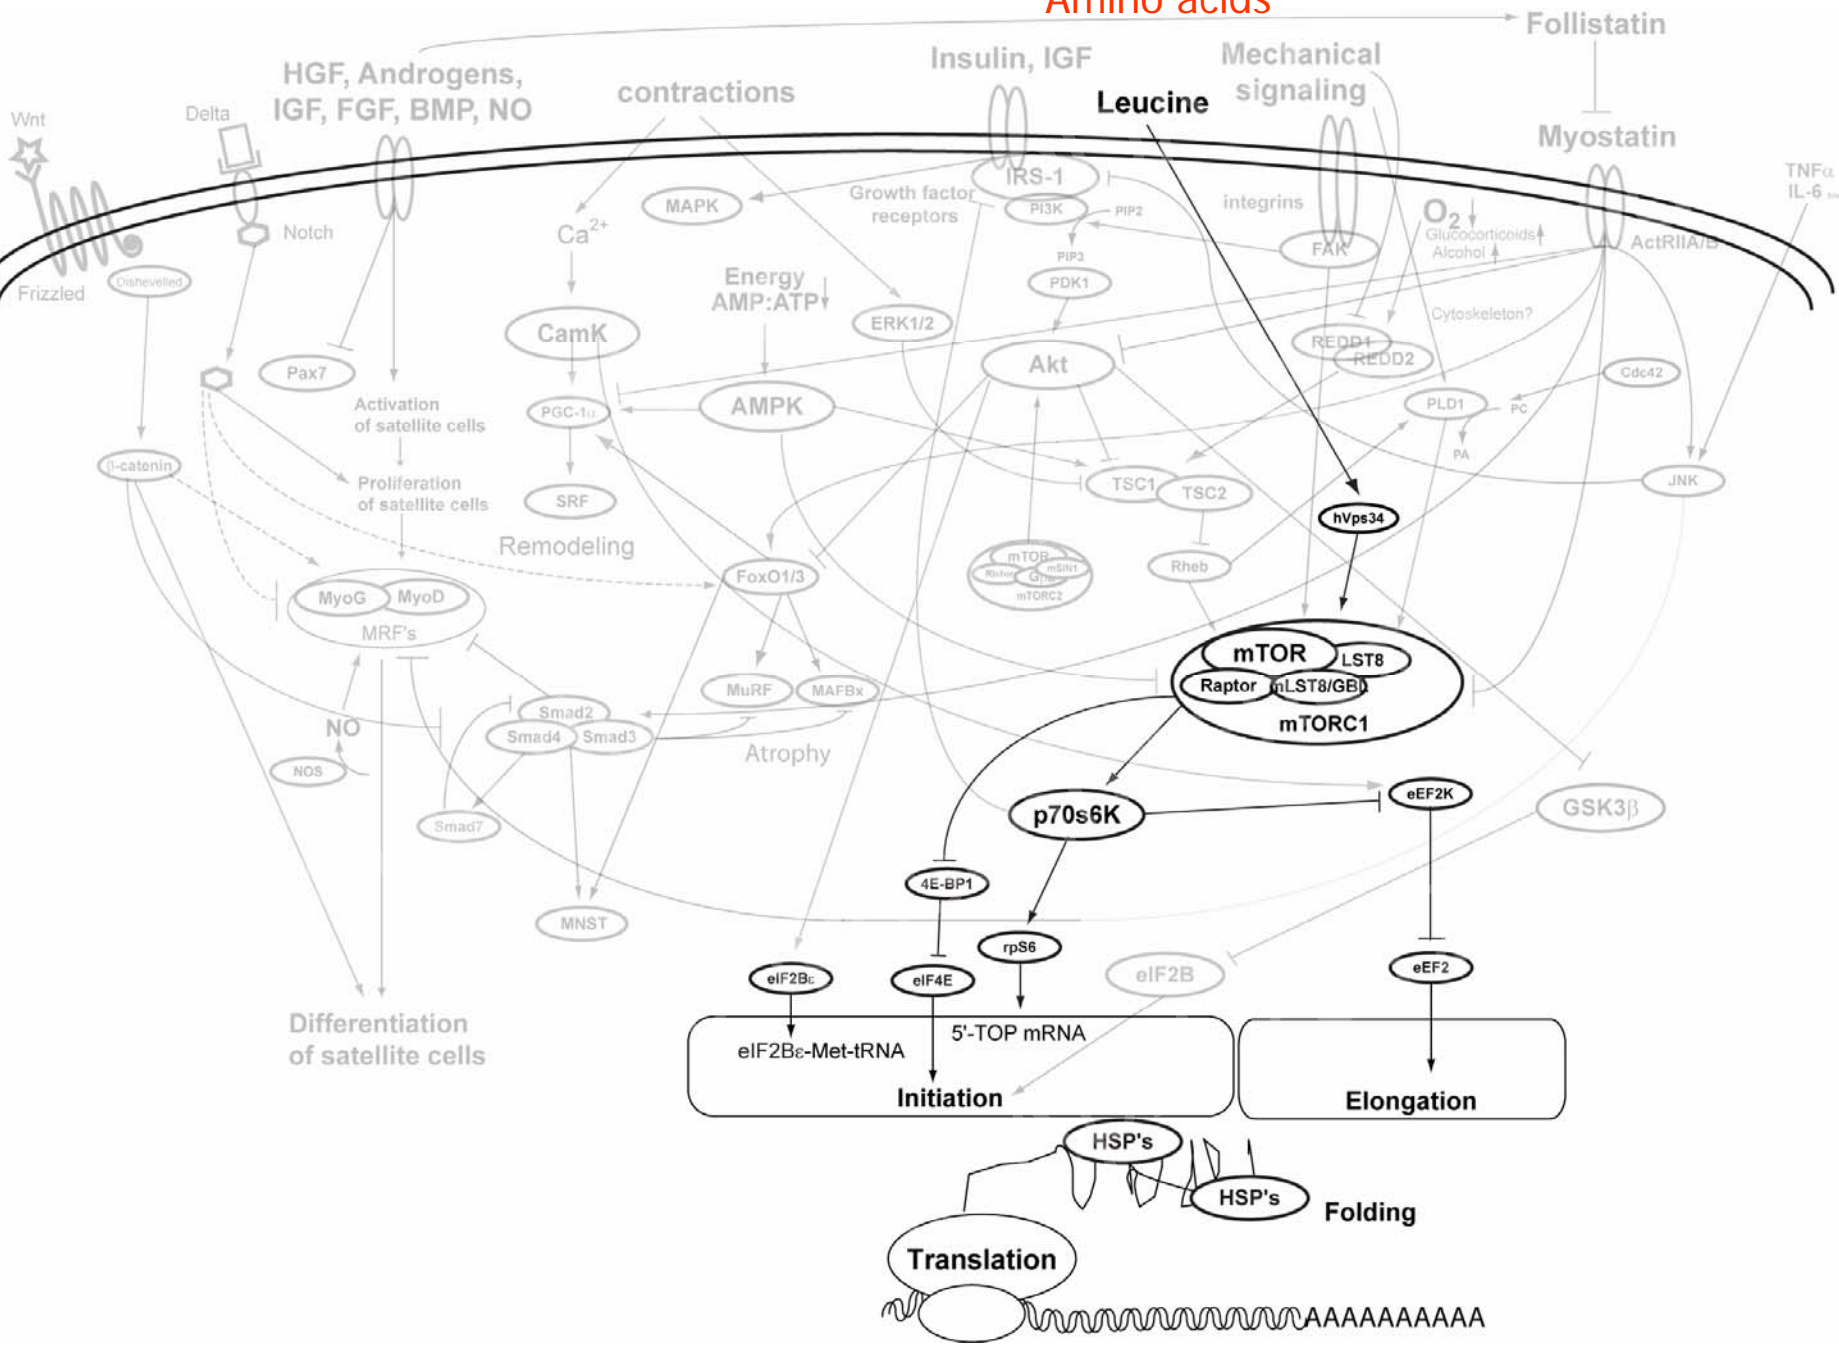 Amino acids
Follistatin
HGF, Androgens,
IGF, FGF, BMP, NO
contractions
Insulin, IGF
Mechanical
signaling
Leucine
Myostatin
Wnt
Delta
TNFα
IL-6
Frizzled
Dishevelled
Notch
MAPK
Growth factor
receptors
IRS-1
PI3K
PIP2
PIP3
PDK1
integrins
FAK
O2
Glucocorticoids
Alcohol
ActRIIA/B
Ca2+
Energy
AMP:ATP
ERK1/2
CamK
Akt
REDD1
REDD2
Cytoskeleton?
Cdc42
Pax7
PGC-1α
AMPK
PLD1
PC
PA
Activation
of satellite cells
β-catenin
Proliferation
of satellite cells
SRF
TSC1
TSC2
JNK
hVps34
Remodeling
FoxO1/3
mTOR
Rictor
mSIN1
mTORC2
Rheb
MyoG
MyoD
MRF's
mTOR
LST8
Raptor
mLST8/GBL
mTORC1
MuRF
MAFBx
Smad2
Smad4
Smad3
NO
NOS
Atrophy
Smad7
p70s6K
eEF2K
GSK3β
4E-BP1
MNST
rpS6
eIF2Bε
eIF4E
eIF2B
eEF2
Differentiation
of satellite cells
5'-TOP mRNA
eIF2Bε-Met-tRNA
Initiation
Elongation
HSP's
HSP's
Folding
Translation
AAAAAAAAAA